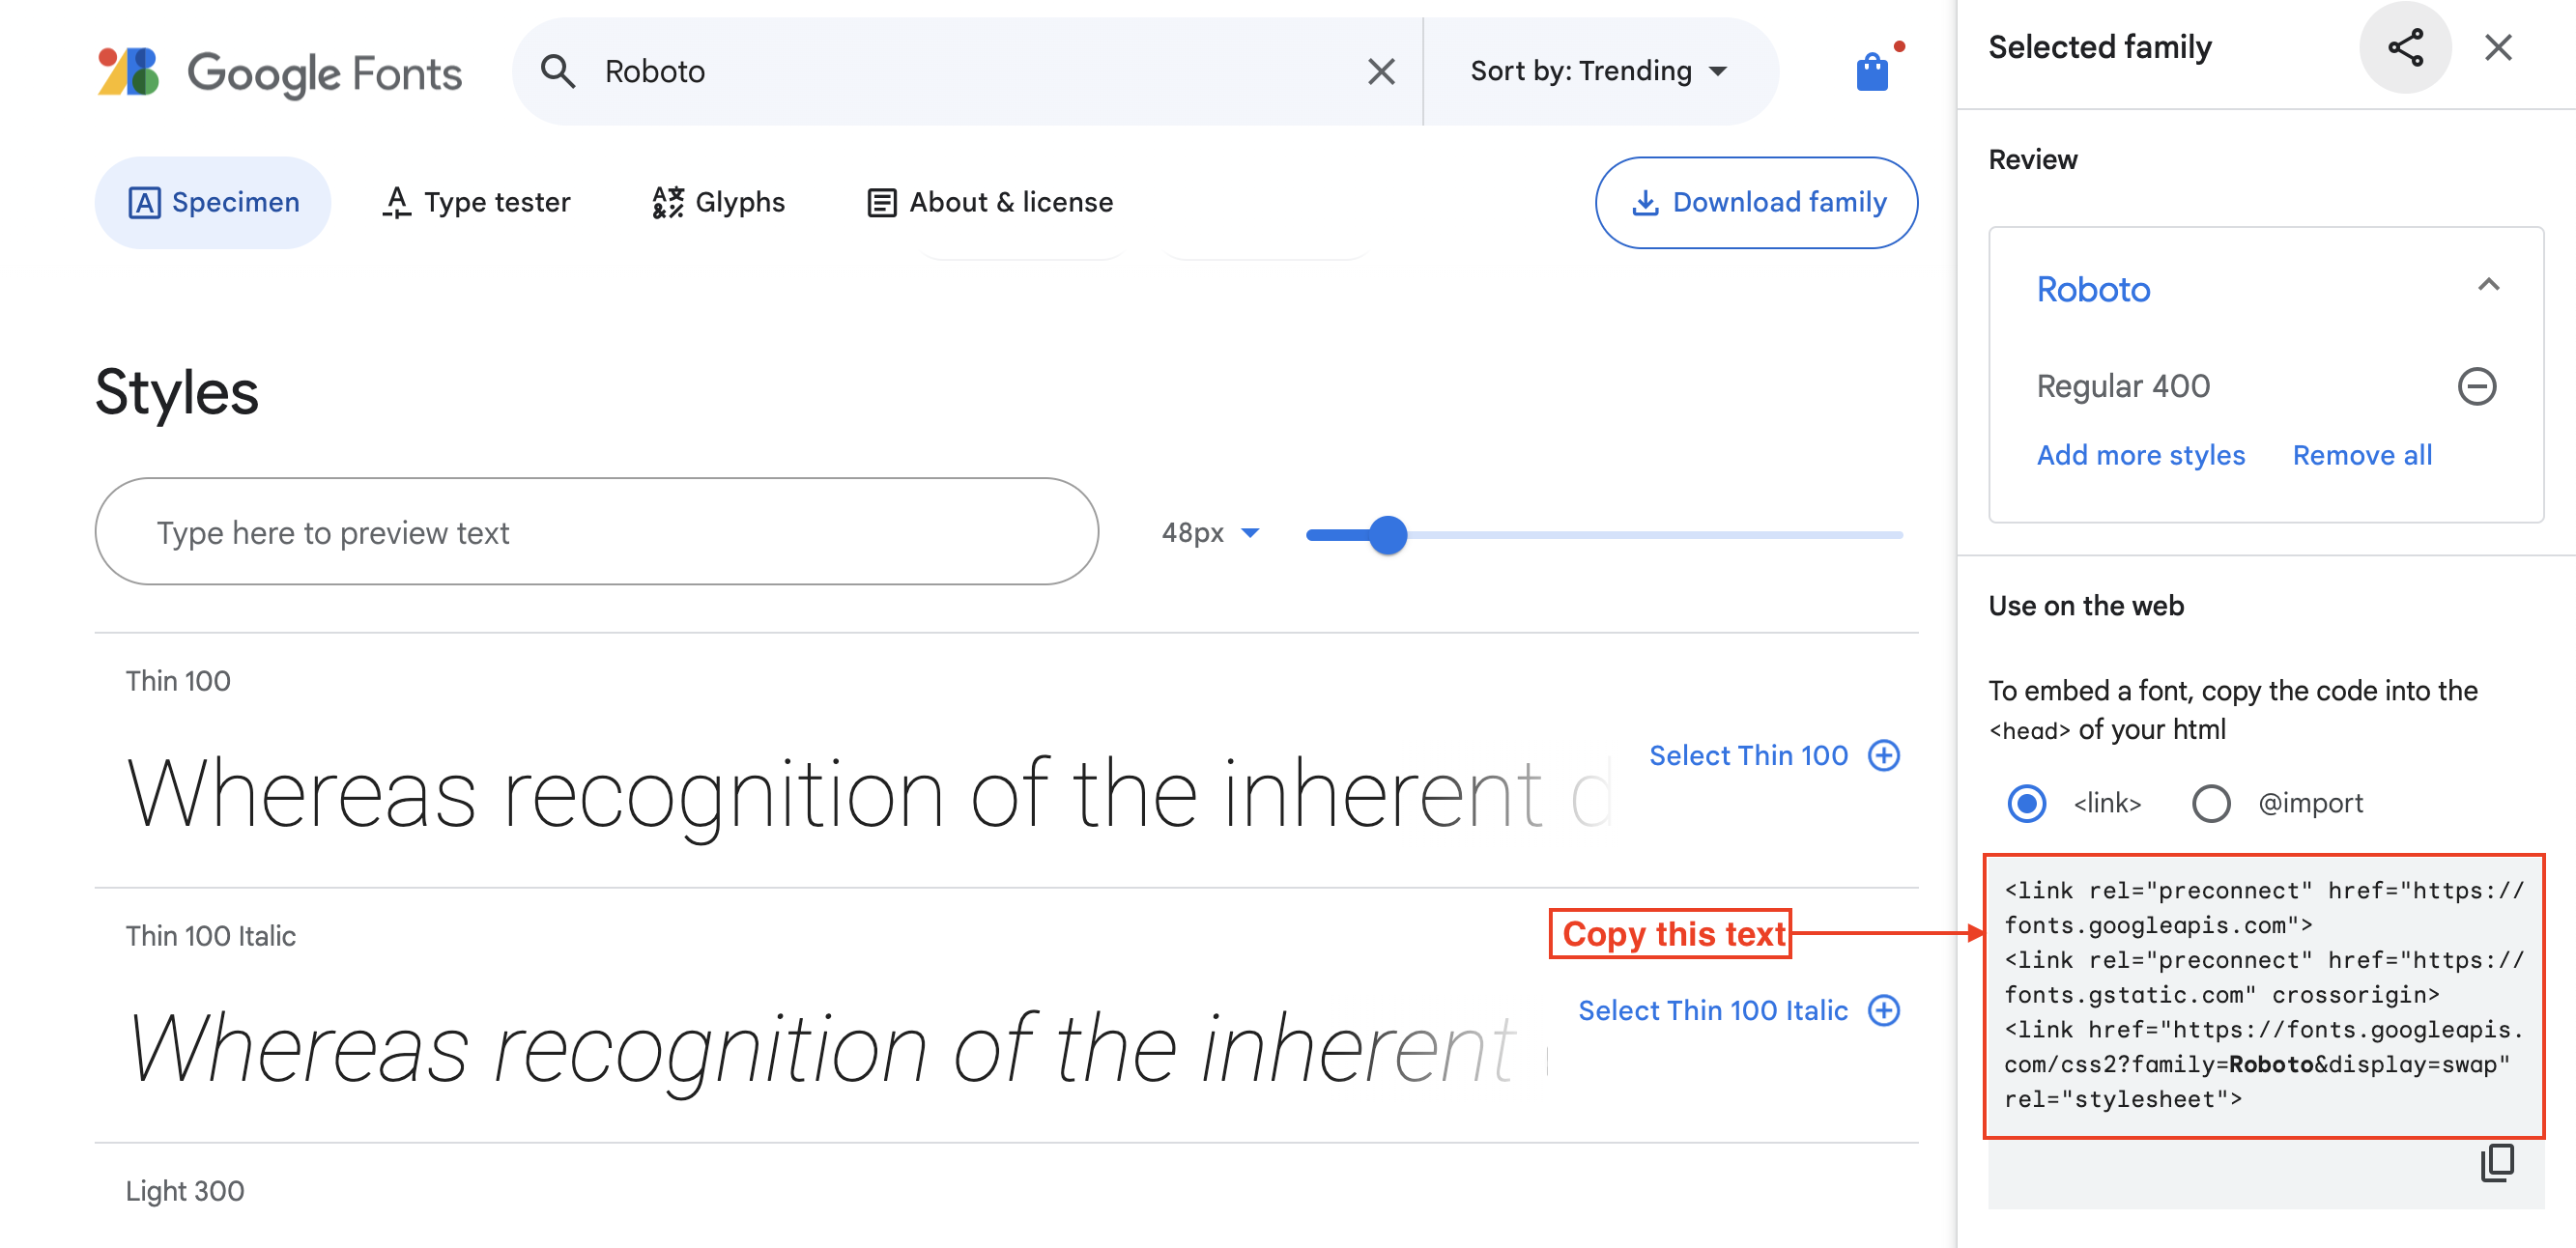 Google Fonts
Roboto
Sort by: Trending
Specimen
Type tester
Glyphs
About & license
Download family
Styles
Type here to preview text
48px
Thin 100
Whereas recognition of the inherent
Select Thin 100
Thin 100 Italic
Whereas recognition of the inherent
Select Thin 100 Italic
Light 300
Copy this text
Selected family
Review
Roboto
Regular 400
Add more styles
Remove all
Use on the web
To embed a font, copy the code into the
<head> of your html
<link>
@import
<link rel="preconnect" href="https://
fonts.googleapis.com">
<link rel="preconnect" href="https://
fonts.gstatic.com" crossorigin>
<link href="https://fonts.googleapis.
com/css2?family=Roboto&display=swap"
rel="stylesheet">